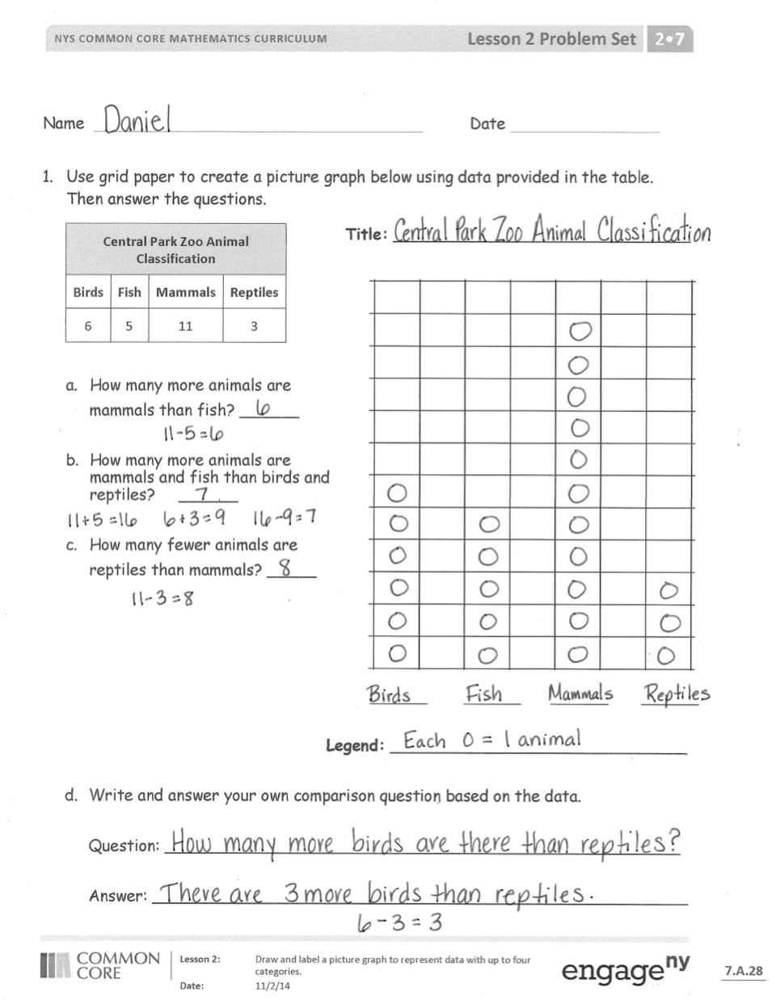 NYS COMMON CORE MATHEMATICS CURRICULUM Lesson 2 Problem Set 2•7
Name Daniel Date
1. Use grid paper to create a picture graph below using data provided in the table.
Then answer the questions.
Central Park Zoo Animal
Classification
Birds Fish Mammals Reptiles
6 5 11 3
Title: Central Park Zoo Animal Classification
a. How many more animals are
mammals than fish? 6
11-5=6
b. How many more animals are
mammals and fish than birds and
reptiles? 7
11+5=16 6+3=9 16-9=7
c. How many fewer animals are
reptiles than mammals? 8
11-3=8
Birds Fish Mammals Reptiles
Legend: Each O = 1 animal
d. Write and answer your own comparison question based on the data.
Question: How many more birds are there than reptiles?
Answer: There are 3 more birds than reptiles.
6-3=3
COMMON
CORE
Lesson 2: Draw and label a picture graph to represent data with up to four
categories.
Date: 11/2/14
engageny
7.A.28